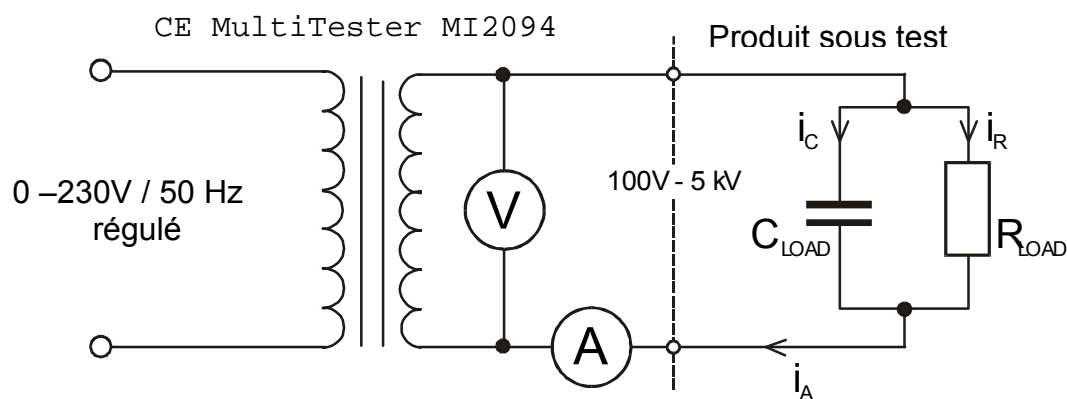 CE MultiTester MI2094
Produit sous test
0 –230V / 50 Hz
régulé
V
A
100V - 5 kV
iC
iR
CLOAD
RLOAD
iA